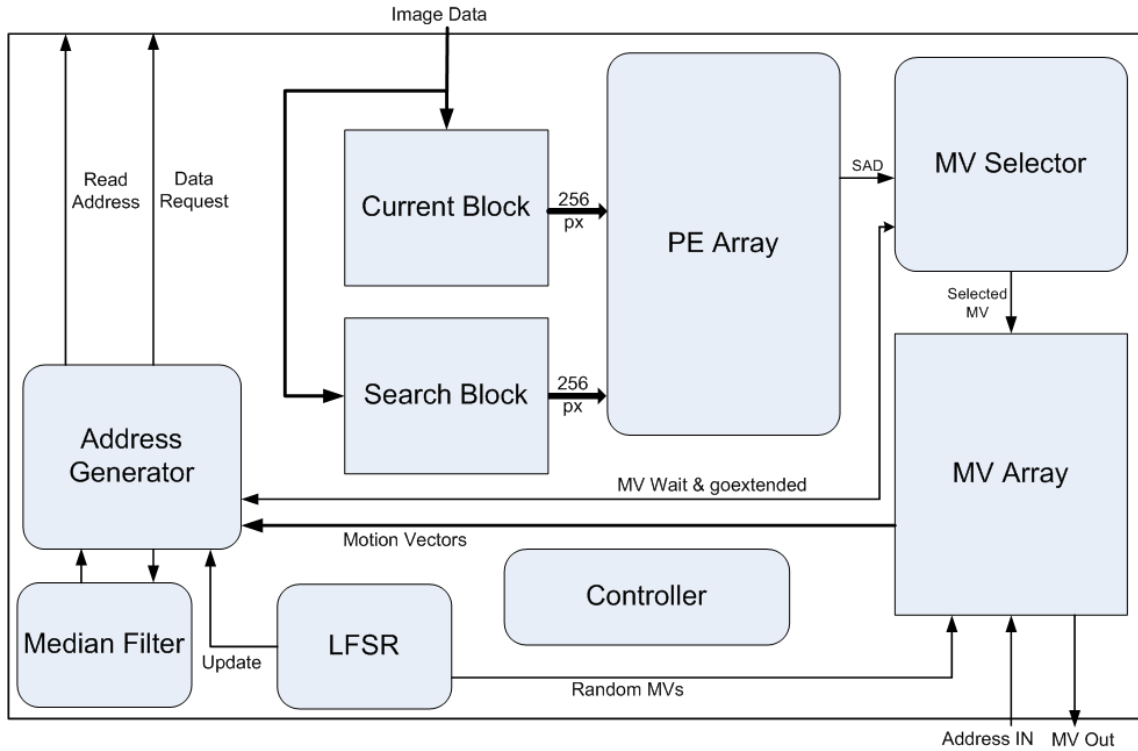 Image Data
Read
Address
Data
Request
Current Block
256
px
PE Array
SAD
MV Selector
Selected
MV
Search Block
256
px
Address
Generator
MV Array
MV Wait & goextended
Motion Vectors
Controller
Median Filter
Update
LFSR
Random MVs
Address IN
MV Out